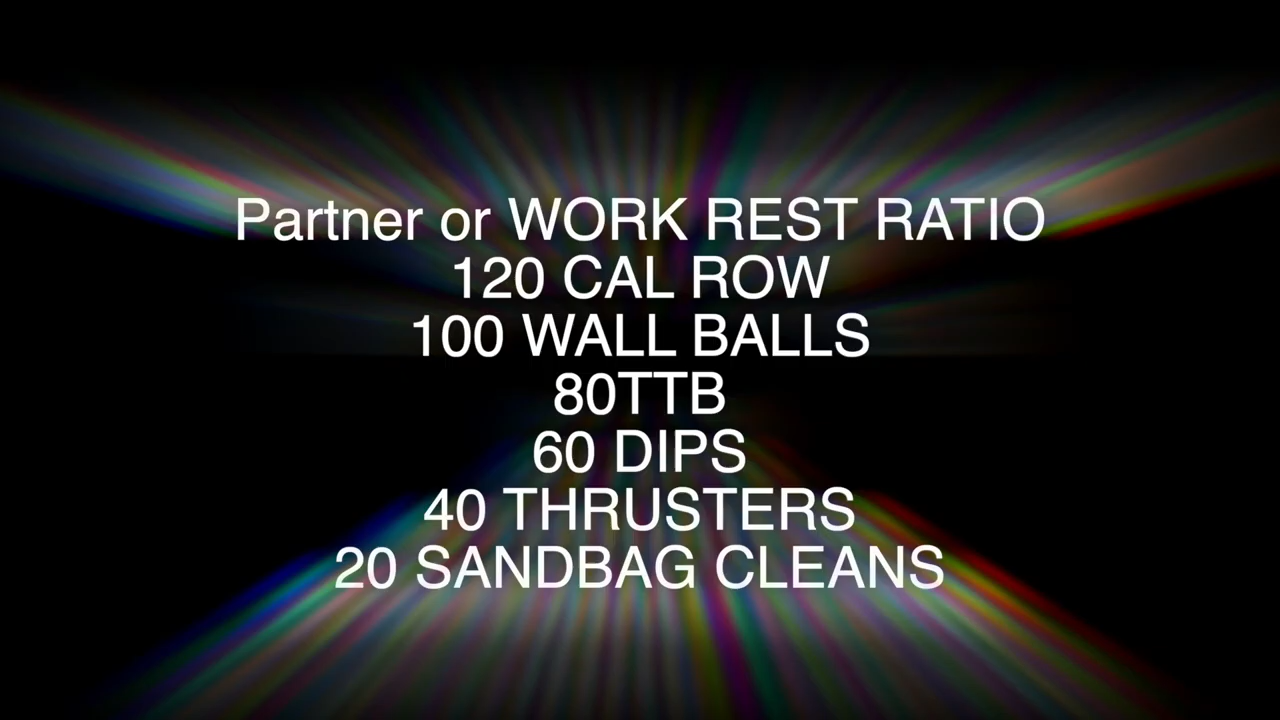 Partner or WORK REST RATIO
120 CAL ROW
100 WALL BALLS
80TTB
60 DIPS
40 THRUSTERS
20 SANDBAG CLEANS